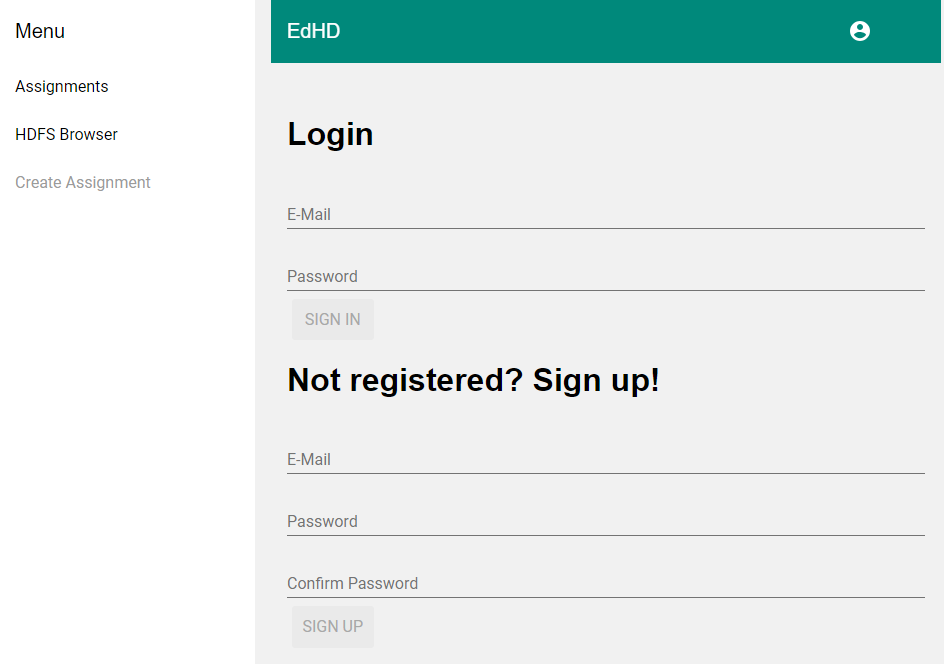 Menu
Assignments
HDFS Browser
Create Assignment
EdHD
Login
E-Mail
Password
SIGN IN
Not registered? Sign up!
E-Mail
Password
Confirm Password
SIGN UP